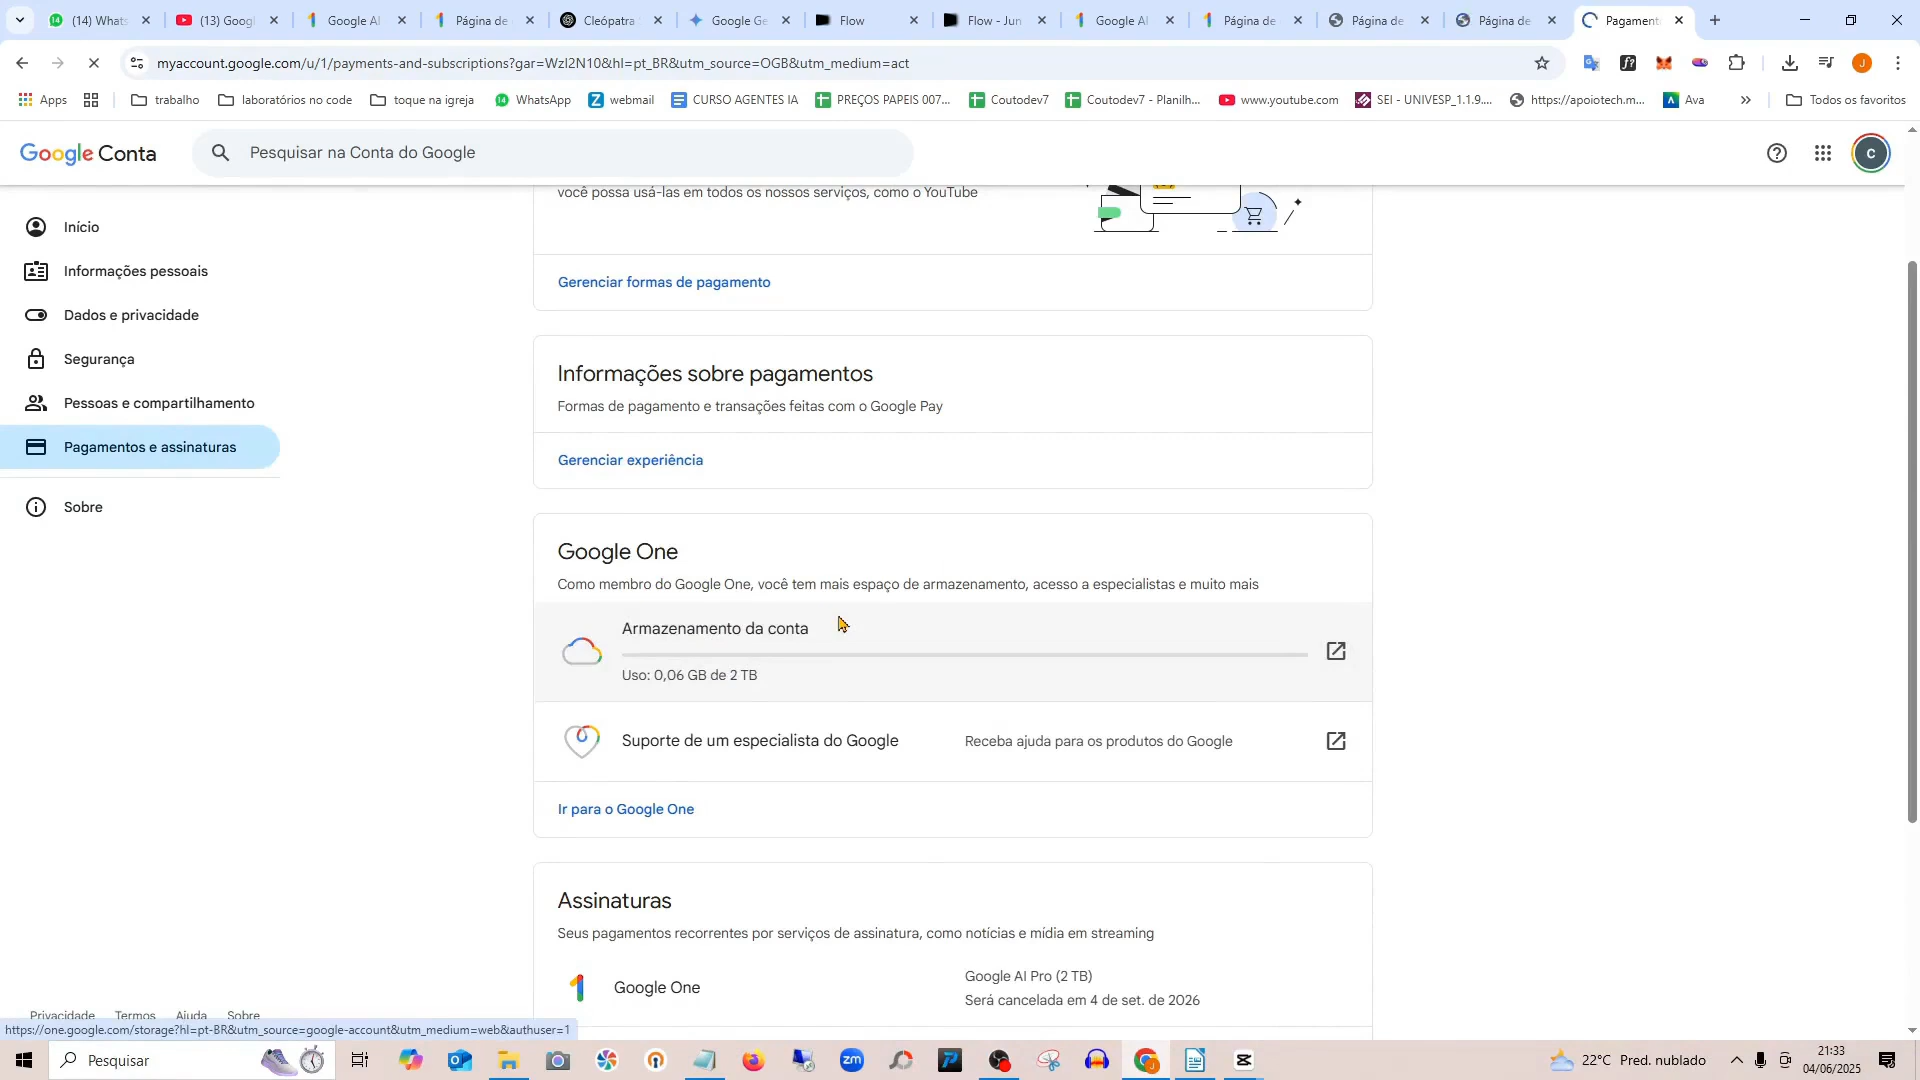 (14) Whats
(13) Googl
Google AI
Página de
Cleópatra
Google Ge
Flow
Flow - Jun
Google AI
Página de
Página de
Página de
Pagament
myaccount.google.com/u/1/payments-and-subscriptions?gar=WzI2N10&hl=pt_BR&utm_source=OGB&utm_medium=act
Apps
trabalho
laboratórios no code
toque na igreja
WhatsApp
webmail
CURSO AGENTES IA
PREÇOS PAPEIS 007...
Coutodev7
Coutodev7 - Planilh...
www.youtube.com
SEI - UNIVESP_1.1.9....
https://apoiotech.m...
Ava
Todos os favoritos
Google Conta
Pesquisar na Conta do Google
C
você possa usá-las em todos os nossos serviços, como o YouTube
Gerenciar formas de pagamento
Início
Informações pessoais
Dados e privacidade
Segurança
Pessoas e compartilhamento
Pagamentos e assinaturas
Sobre
Informações sobre pagamentos
Formas de pagamento e transações feitas com o Google Pay
Gerenciar experiência
Google One
Como membro do Google One, você tem mais espaço de armazenamento, acesso a especialistas e muito mais
Armazenamento da conta
Uso: 0,06 GB de 2 TB
Suporte de um especialista do Google
Receba ajuda para os produtos do Google
Ir para o Google One
Assinaturas
Seus pagamentos recorrentes por serviços de assinatura, como notícias e mídia em streaming
Google One
Google AI Pro (2 TB)
Será cancelada em 4 de set. de 2026
Privacidade
Termos
Ajuda
Sobre
https://one.google.com/storage?hl=pt-BR&utm_source=google-account&utm_medium=web&authuser=1
Pesquisar
22°C Pred. nublado
21:33
04/06/2025